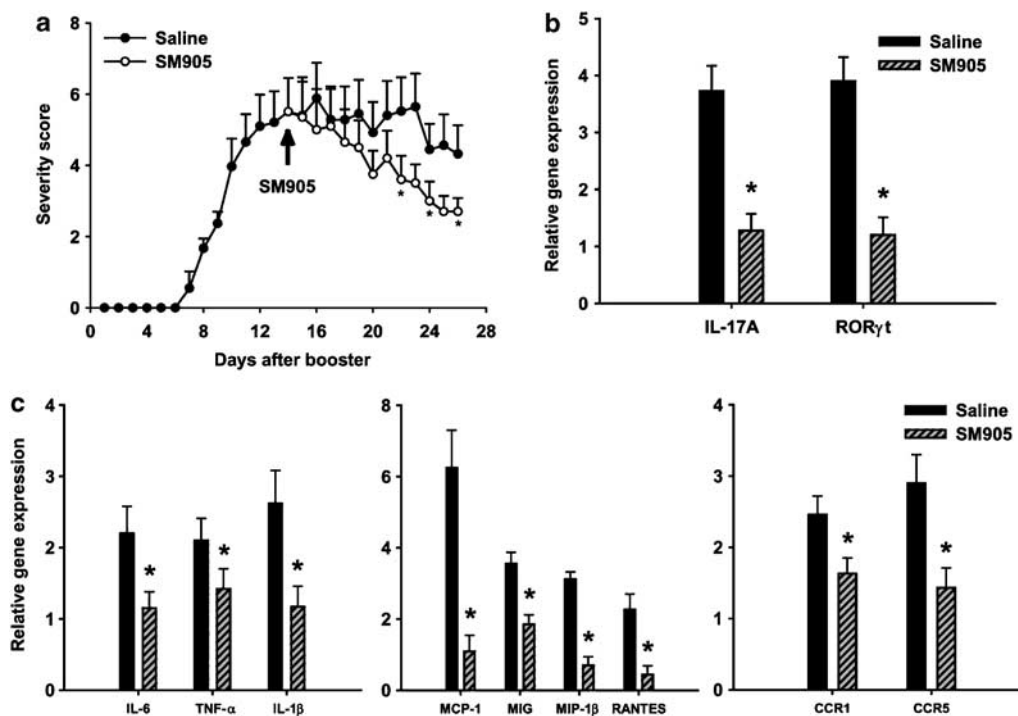 a
Saline
SM905
Severity score
8
6
4
2
0
SM905
*
*
*
0 4 8 12 16 20 24 28
Days after booster
b
Saline
SM905
Relative gene expression
5
4
3
2
1
0
* *
IL-17A RORγt
c
Relative gene expression
4
3
2
1
0
* * *
IL-6 TNF-α IL-1β
8
6
4
2
0
* * * *
MCP-1 MIG MIP-1β RANTES
Saline
SM905
4
3
2
1
0
* *
CCR1 CCR5